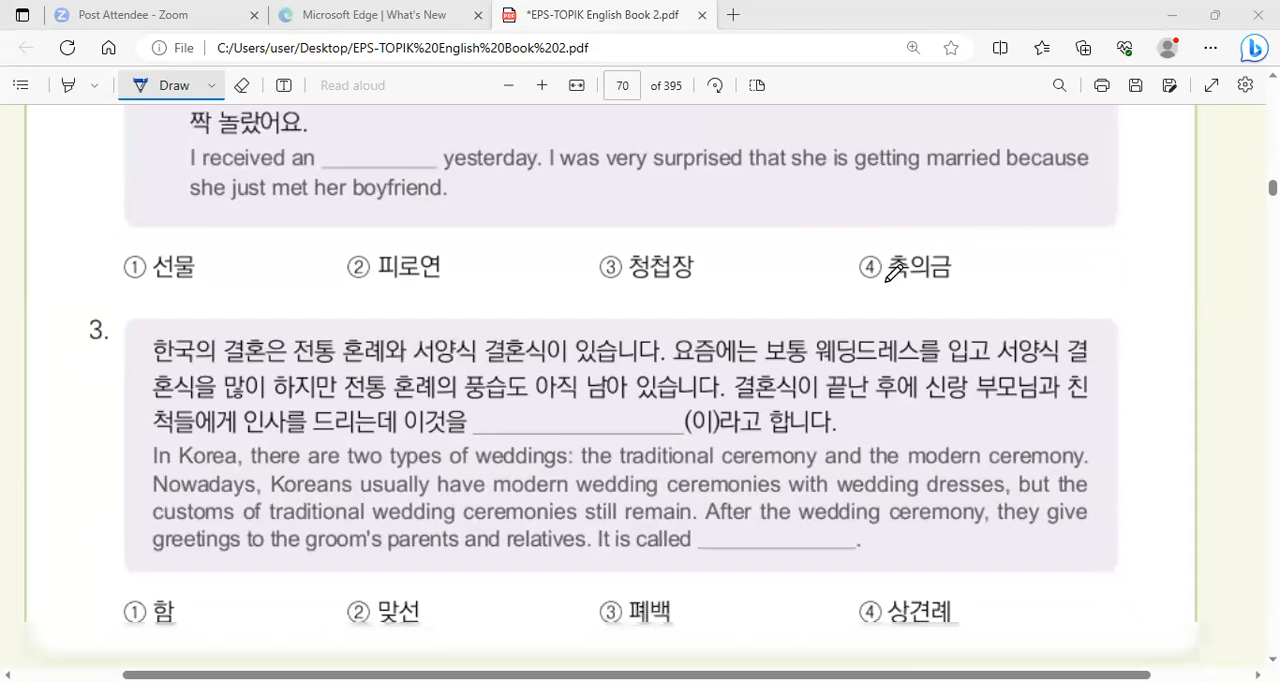 Post Attendee - Zoom
Microsoft Edge | What's New
*EPS-TOPIK English Book 2.pdf
File
C:/Users/user/Desktop/EPS-TOPIK%20English%20Book%202.pdf
Draw
Read aloud
70
of 395
짝 놀랐어요.
I received an __________ yesterday. I was very surprised that she is getting married because
she just met her boyfriend.
① 선물 ② 피로연 ③ 청첩장 ④ 축의금
3.
한국의 결혼은 전통 혼례와 서양식 결혼식이 있습니다. 요즘에는 보통 웨딩드레스를 입고 서양식 결
혼식을 많이 하지만 전통 혼례의 풍습도 아직 남아 있습니다. 결혼식이 끝난 후에 신랑 부모님과 친
척들에게 인사를 드리는데 이것을 __________________(이)라고 합니다.
In Korea, there are two types of weddings: the traditional ceremony and the modern ceremony.
Nowadays, Koreans usually have modern wedding ceremonies with wedding dresses, but the
customs of traditional wedding ceremonies still remain. After the wedding ceremony, they give
greetings to the groom's parents and relatives. It is called ______________.
① 함 ② 맞선 ③ 폐백 ④ 상견례